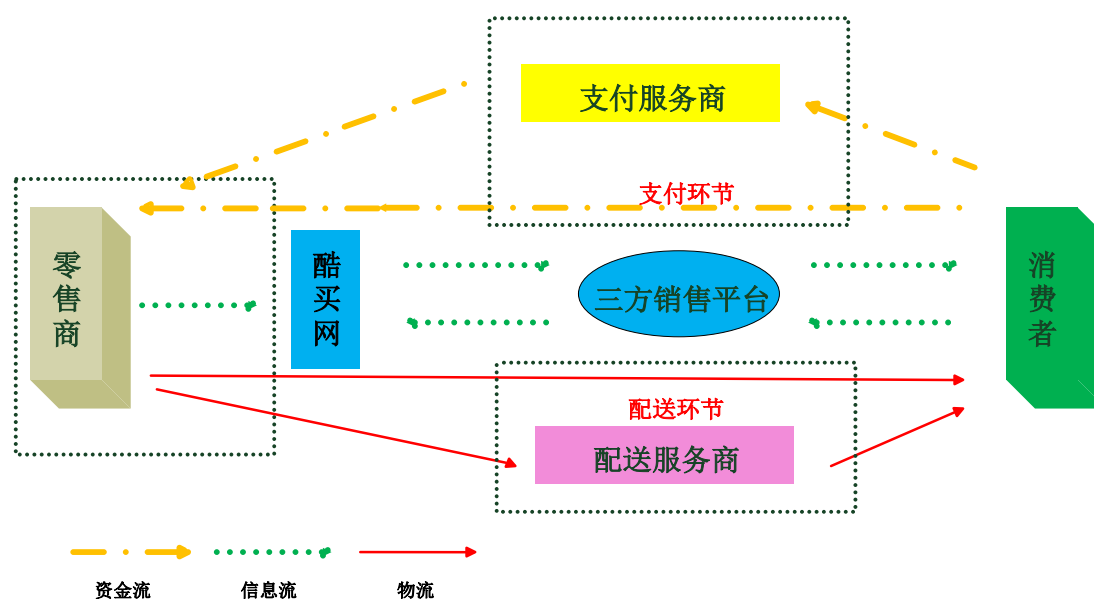 支付服务商
支付环节
零售商
酷买网
三方销售平台
消费者
配送环节
配送服务商
资金流
信息流
物流